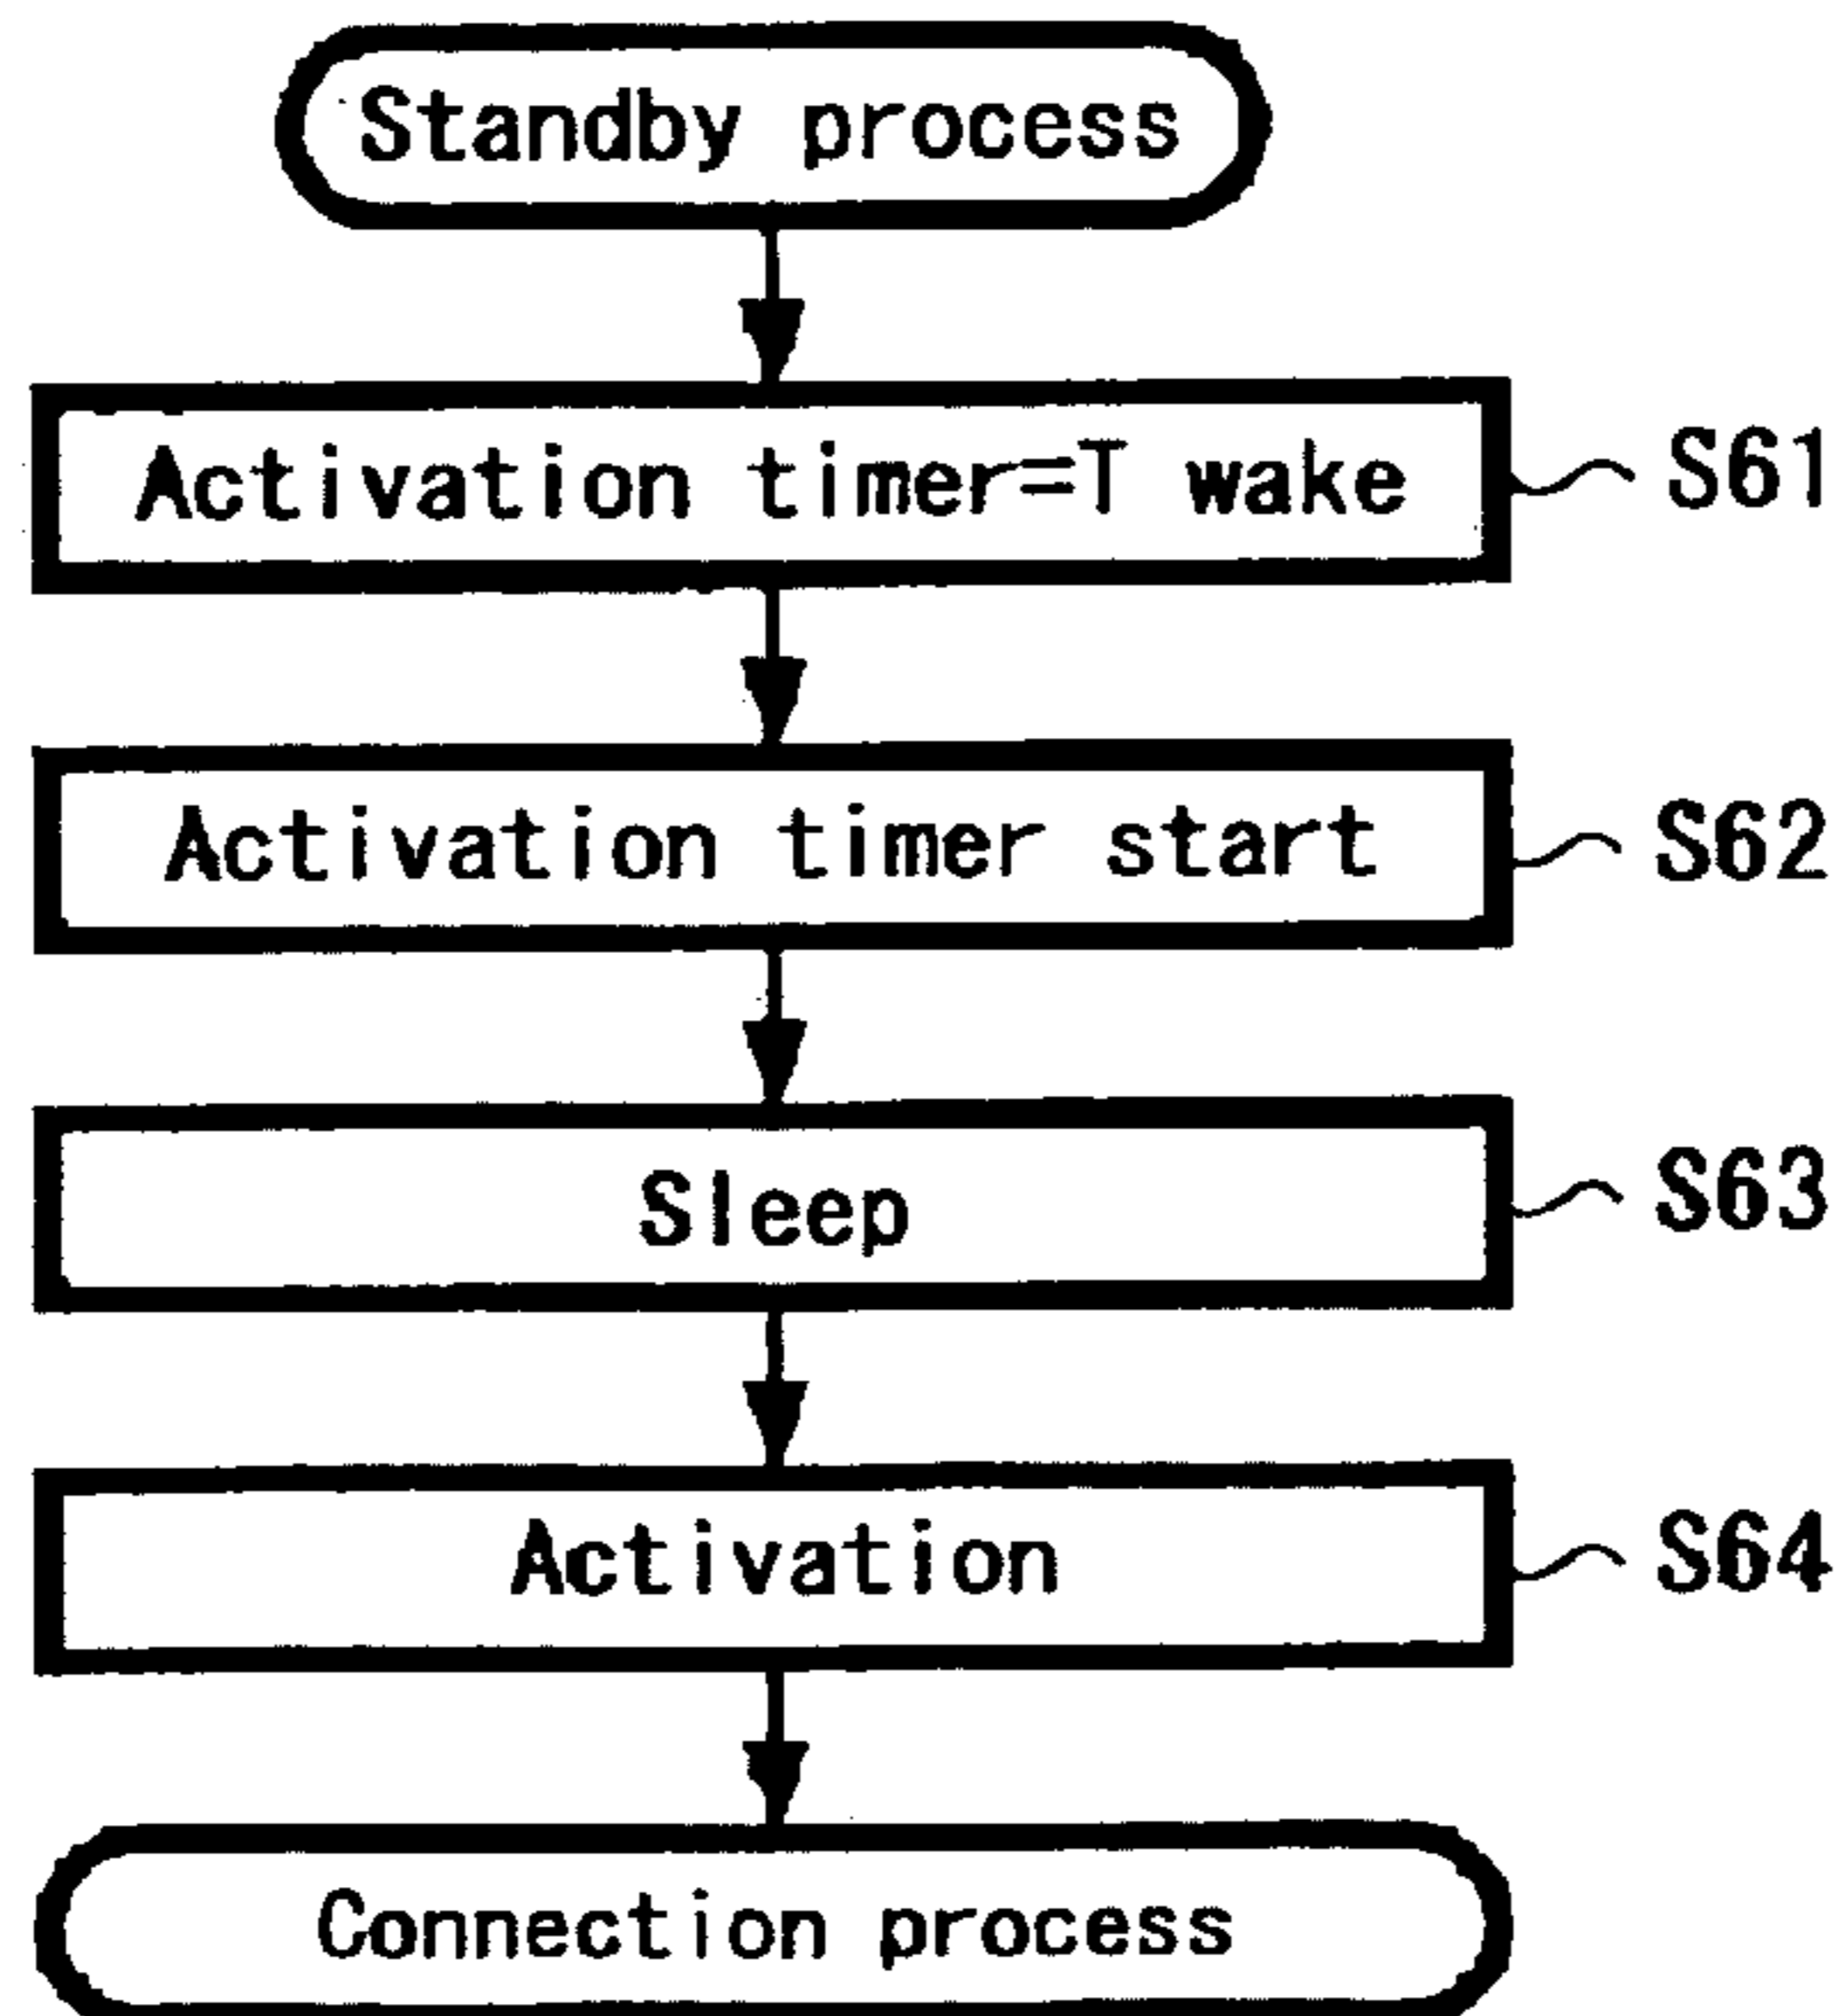 Standby process
Activation timer=T wake
S61
Activation timer start
S62
Sleep
S63
Activation
S64
Connection process